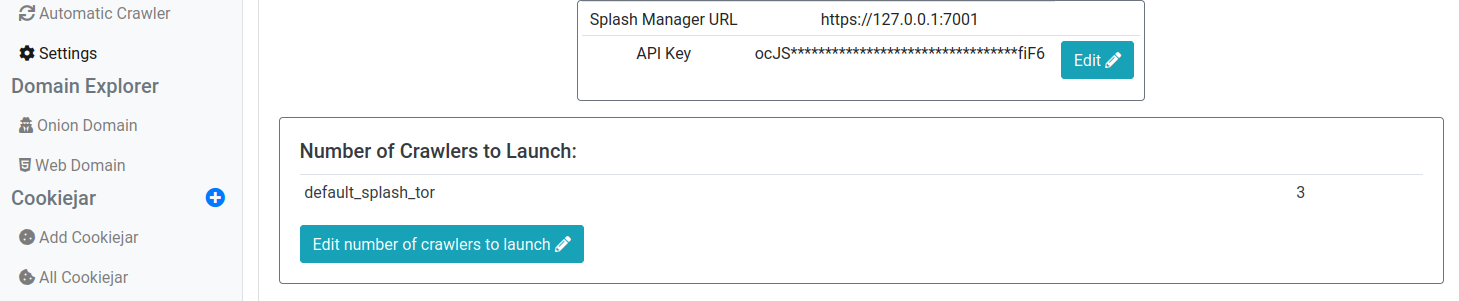 Automatic Crawler
Settings
Domain Explorer
Onion Domain
Web Domain
Cookiejar
Add Cookiejar
All Cookiejar
Splash Manager URL https://127.0.0.1:7001
API Key ocJS*********************************fiF6 Edit
Number of Crawlers to Launch:
default_splash_tor 3
Edit number of crawlers to launch